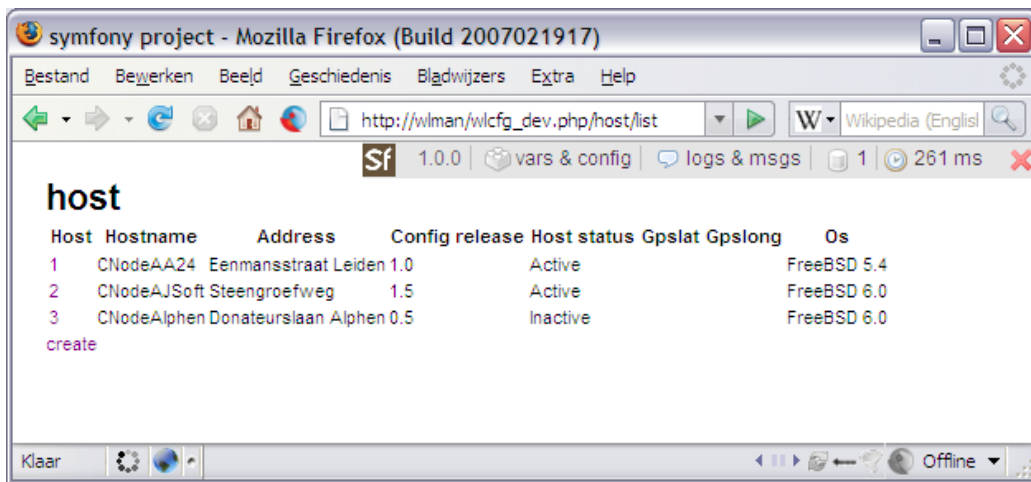 symfony project - Mozilla Firefox (Build 2007021917)
Bestand Bewerken Beeld Geschiedenis Bladwijzers Extra Help
http://wlman/wlcfg_dev.php/host/list W Wikipedia (Englisl
Sf 1.0.0 vars & config logs & msgs 1 261 ms
host
Host Hostname Address Config release Host status Gpslat Gpslong Os
1 CNodeAA24 Eenmansstraat Leiden 1.0 Active FreeBSD 5.4
2 CNodeAJSoft Steengroefweg 1.5 Active FreeBSD 6.0
3 CNodeAlphen Donateurslaan Alphen 0.5 Inactive FreeBSD 6.0
create
Klaar Offline